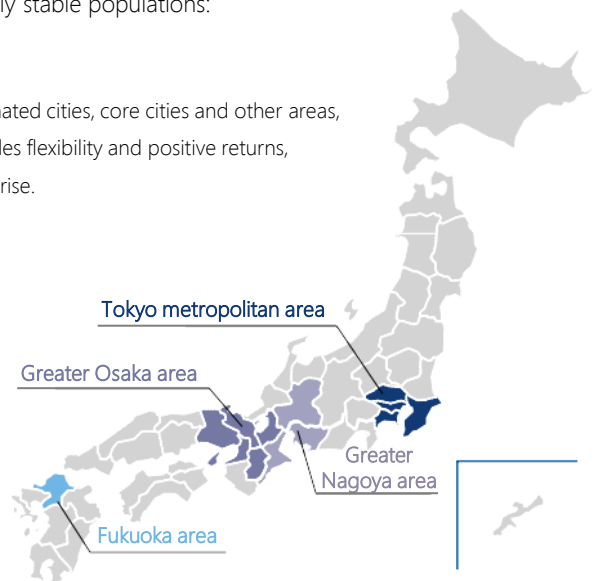 ly stable populations:
nated cities, core cities and other areas,
les flexibility and positive returns,
rise.
Tokyo metropolitan area
Greater Osaka area
Greater
Nagoya area
Fukuoka area